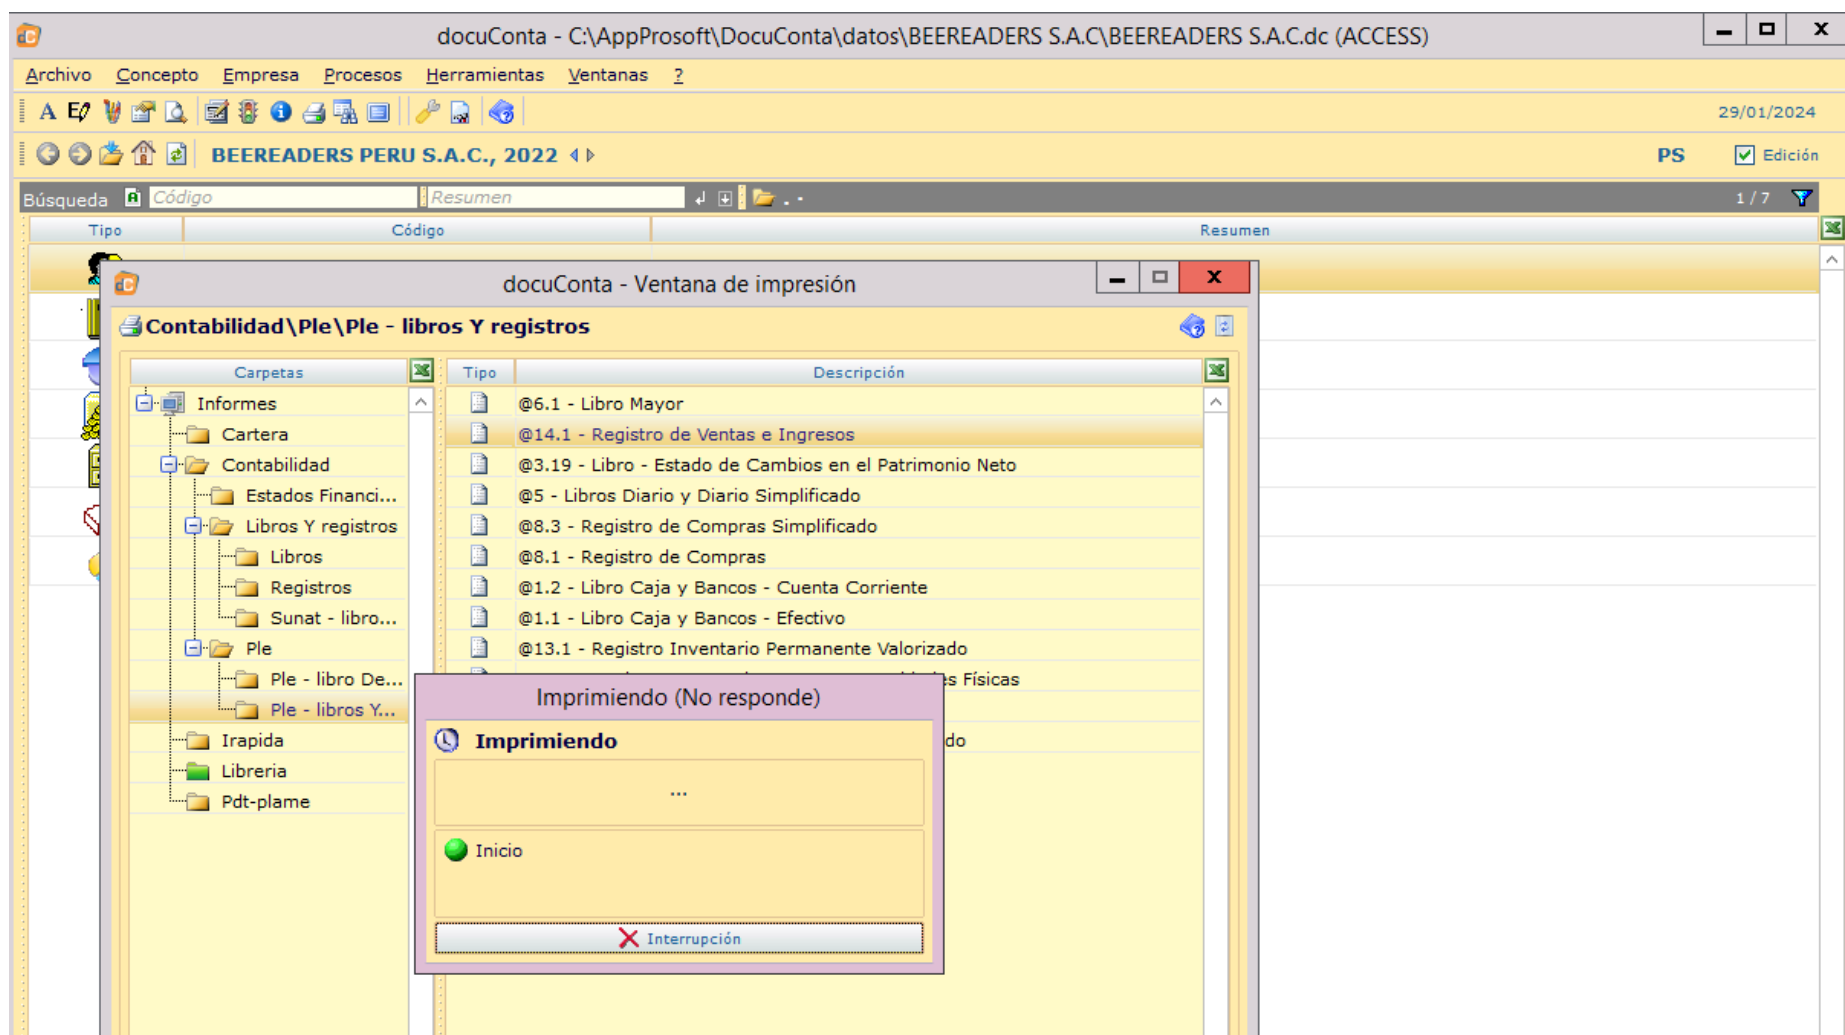 docuConta - C:\AppProsoft\DocuConta\datos\BEEREADERS S.A.C\BEEREADERS S.A.C.dc (ACCESS)
Archivo Concepto Empresa Procesos Herramientas Ventanas ?
29/01/2024
BEEREADERS PERU S.A.C., 2022
PS Edición
Búsqueda Código Resumen 1 / 7
Tipo Código Resumen
docuConta - Ventana de impresión
Contabilidad\Ple\Ple - libros Y registros
Carpetas Tipo Descripción
Informes @6.1 - Libro Mayor
Cartera @14.1 - Registro de Ventas e Ingresos
Contabilidad @3.19 - Libro - Estado de Cambios en el Patrimonio Neto
Estados Financi... @5 - Libros Diario y Diario Simplificado
Libros Y registros @8.3 - Registro de Compras Simplificado
Libros @8.1 - Registro de Compras
Registros @1.2 - Libro Caja y Bancos - Cuenta Corriente
Sunat - libro... @1.1 - Libro Caja y Bancos - Efectivo
Ple @13.1 - Registro Inventario Permanente Valorizado
Ple - libro De... Físicas
Ple - libros Y...
Irapida do
Libreria
Pdt-plame
Imprimiendo (No responde)
Imprimiendo
...
Inicio
Interrupción